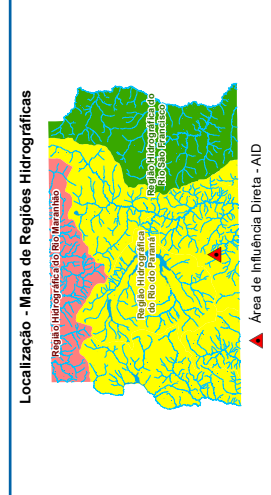 Localização - Mapa de Regiões Hidrográficas
Região Hidrográfica do Rio Maranhão
Região Hidrográfica do
Rio São Francisco
Região Hidrográfica
do Rio do Paraná
Área de Influência Direta - AID